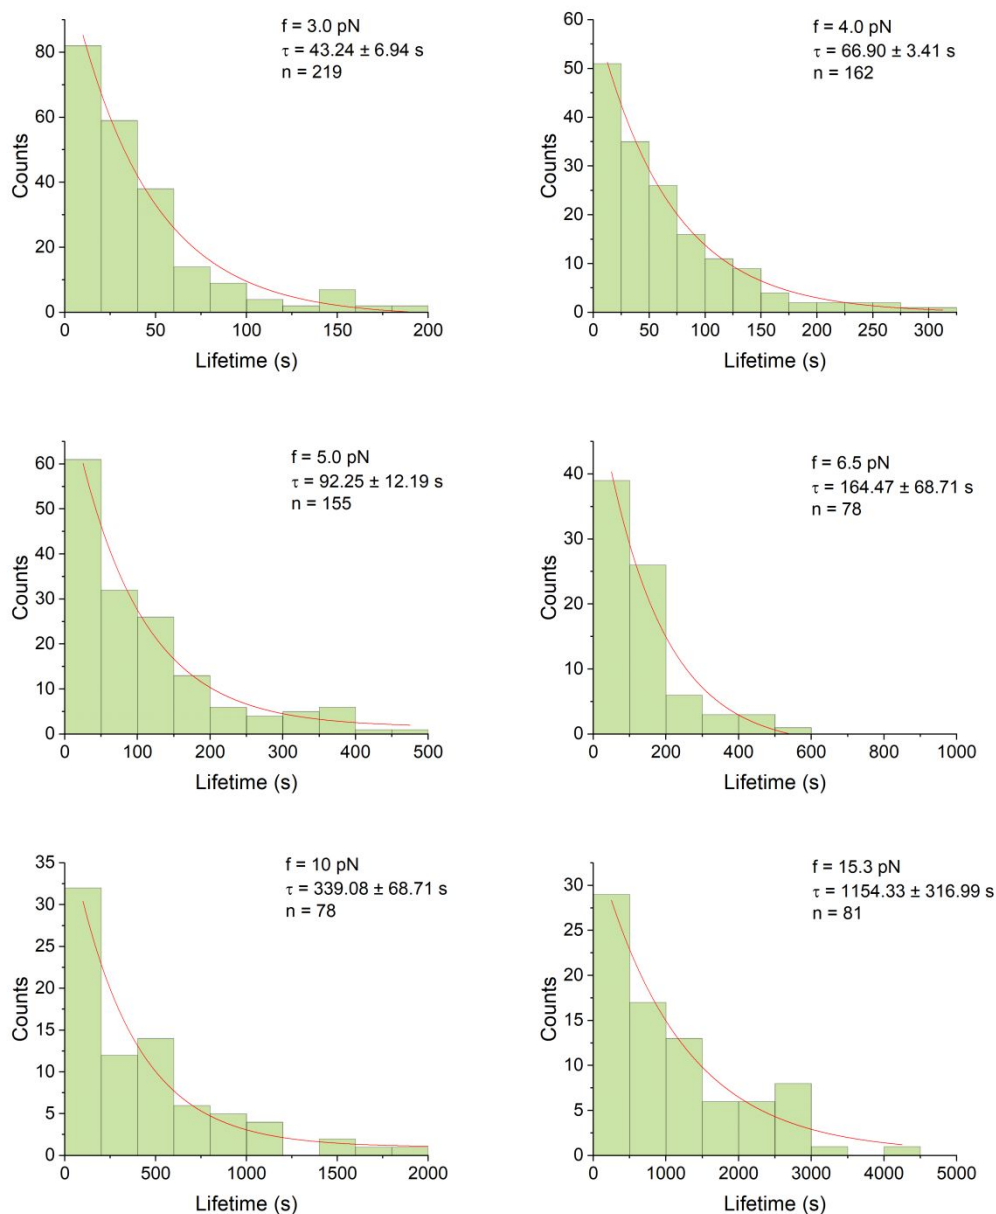 f = 3.0 pN
τ = 43.24 ± 6.94 s
n = 219
80
60
40
20
0
Counts
0 50 100 150 200
Lifetime (s)
f = 4.0 pN
τ = 66.90 ± 3.41 s
n = 162
60
50
40
30
20
10
0
Counts
0 50 100 150 200 250 300
Lifetime (s)
f = 5.0 pN
τ = 92.25 ± 12.19 s
n = 155
60
50
40
30
20
10
0
Counts
0 100 200 300 400 500
Lifetime (s)
f = 6.5 pN
τ = 164.47 ± 68.71 s
n = 78
40
30
20
10
0
Counts
0 200 400 600 800 1000
Lifetime (s)
f = 10 pN
τ = 339.08 ± 68.71 s
n = 78
35
30
25
20
15
10
5
0
Counts
0 500 1000 1500 2000
Lifetime (s)
f = 15.3 pN
τ = 1154.33 ± 316.99 s
n = 81
30
25
20
15
10
5
0
Counts
0 1000 2000 3000 4000 5000
Lifetime (s)